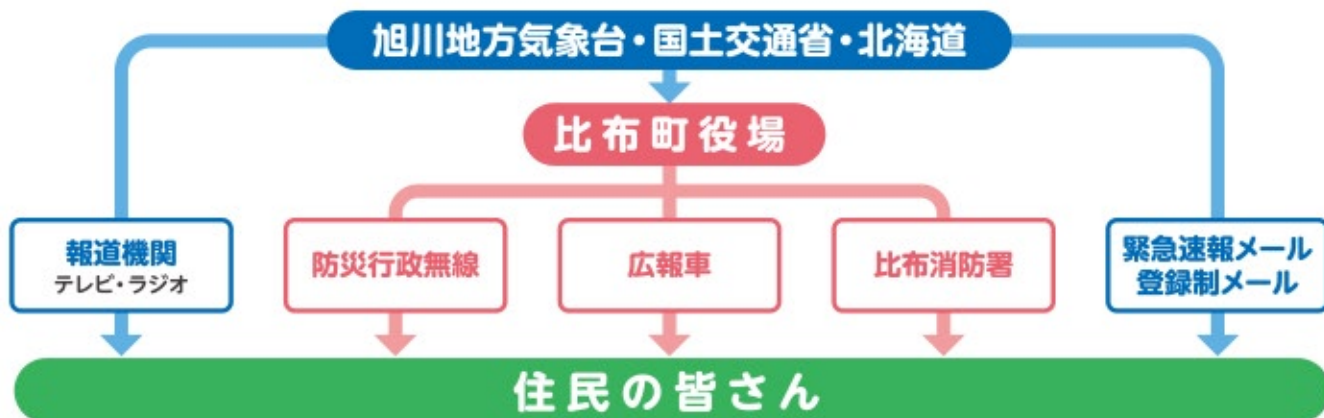 旭川地方気象台・国土交通省・北海道
比布町役場
報道機関
テレビ・ラジオ
防災行政無線
広報車
比布消防署
緊急速報メール
登録制メール
住民の皆さん